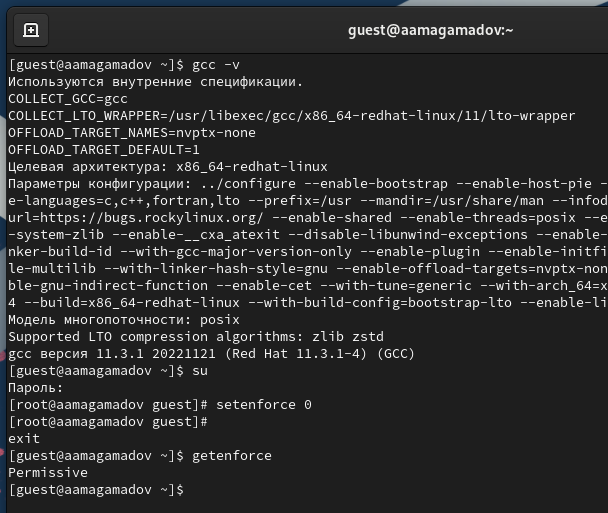 guest@aamagamadov:~
[guest@aamagamadov ~]$ gcc -v
Используются внутренние спецификации.
COLLECT_GCC=gcc
COLLECT_LTO_WRAPPER=/usr/libexec/gcc/x86_64-redhat-linux/11/lto-wrapper
OFFLOAD_TARGET_NAMES=nvptx-none
OFFLOAD_TARGET_DEFAULT=1
Целевая архитектура: x86_64-redhat-linux
Параметры конфигурации: ../configure --enable-bootstrap --enable-host-pie -
e-languages=c,c++,fortran,lto --prefix=/usr --mandir=/usr/share/man --infod
url=https://bugs.rockylinux.org/ --enable-shared --enable-threads=posix --e
-system-zlib --enable-__cxa_atexit --disable-libunwind-exceptions --enable-
nker-build-id --with-gcc-major-version-only --enable-plugin --enable-initfi
le-multilib --with-linker-hash-style=gnu --enable-offload-targets=nvptx-non
ble-gnu-indirect-function --enable-cet --with-tune=generic --with-arch_64=x
4 --build=x86_64-redhat-linux --with-build-config=bootstrap-lto --enable-li
Модель многопоточности: posix
Supported LTO compression algorithms: zlib zstd
gcc версия 11.3.1 20221121 (Red Hat 11.3.1-4) (GCC)
[guest@aamagamadov ~]$ su
Пароль:
[root@aamagamadov guest]# setenforce 0
[root@aamagamadov guest]#
exit
[guest@aamagamadov ~]$ getenforce
Permissive
[guest@aamagamadov ~]$